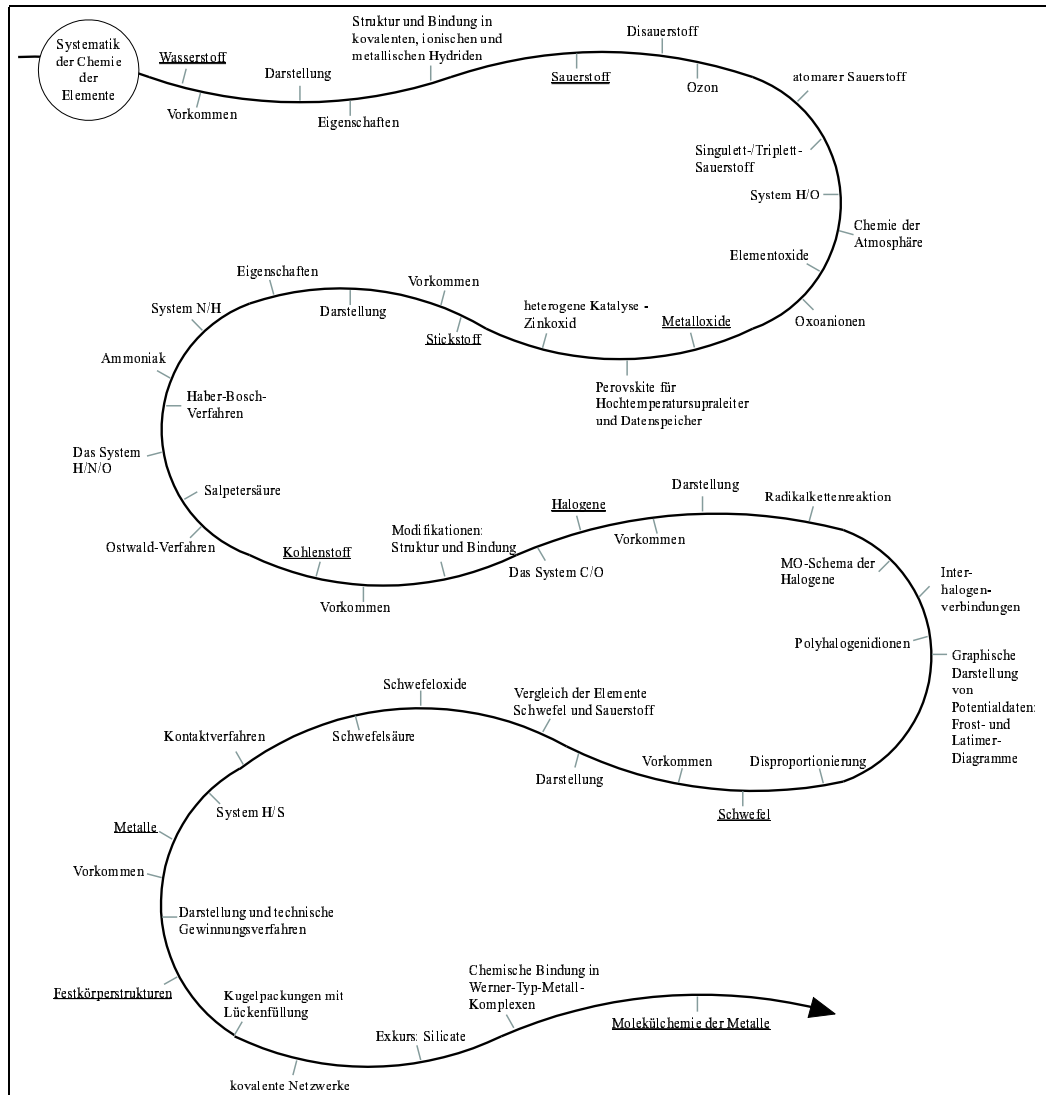 Systematik
der Chemie
der
Elemente
Wasserstoff
Vorkommen
Darstellung
Eigenschaften
Struktur und Bindung in
kovalenten, ionischen und
metallischen Hydriden
Sauerstoff
Disauerstoff
Ozon
atomarer Sauerstoff
Singulett-/Triplett-
Sauerstoff
System H/O
Chemie der
Atmosphäre
Elementoxide
Oxoanionen
Metalloxide
Perovskite für
Hochtemperatursupraleiter
und Datenspeicher
heterogene Katalyse -
Zinkoxid
Stickstoff
Vorkommen
Darstellung
Eigenschaften
System N/H
Ammoniak
Haber-Bosch-
Verfahren
Das System
H/N/O
Salpetersäure
Ostwald-Verfahren
Kohlenstoff
Vorkommen
Modifikationen:
Struktur und Bindung
Das System C/O
Halogene
Vorkommen
Darstellung
Radikalkettenreaktion
MO-Schema der
Halogene
Inter-
halogen-
verbindungen
Polyhalogenidionen
Graphische
Darstellung
von
Potentialdaten:
Frost- und
Latimer-
Diagramme
Disproportionierung
Schwefel
Vorkommen
Darstellung
Vergleich der Elemente
Schwefel und Sauerstoff
Schwefeloxide
Schwefelsäure
Kontaktverfahren
System H/S
Metalle
Vorkommen
Darstellung und technische
Gewinnungsverfahren
Festkörperstrukturen
Kugelpackungen mit
Lückenfüllung
kovalente Netzwerke
Exkurs: Silicate
Chemische Bindung in
Werner-Typ-Metall-
Komplexen
Molekülchemie der Metalle